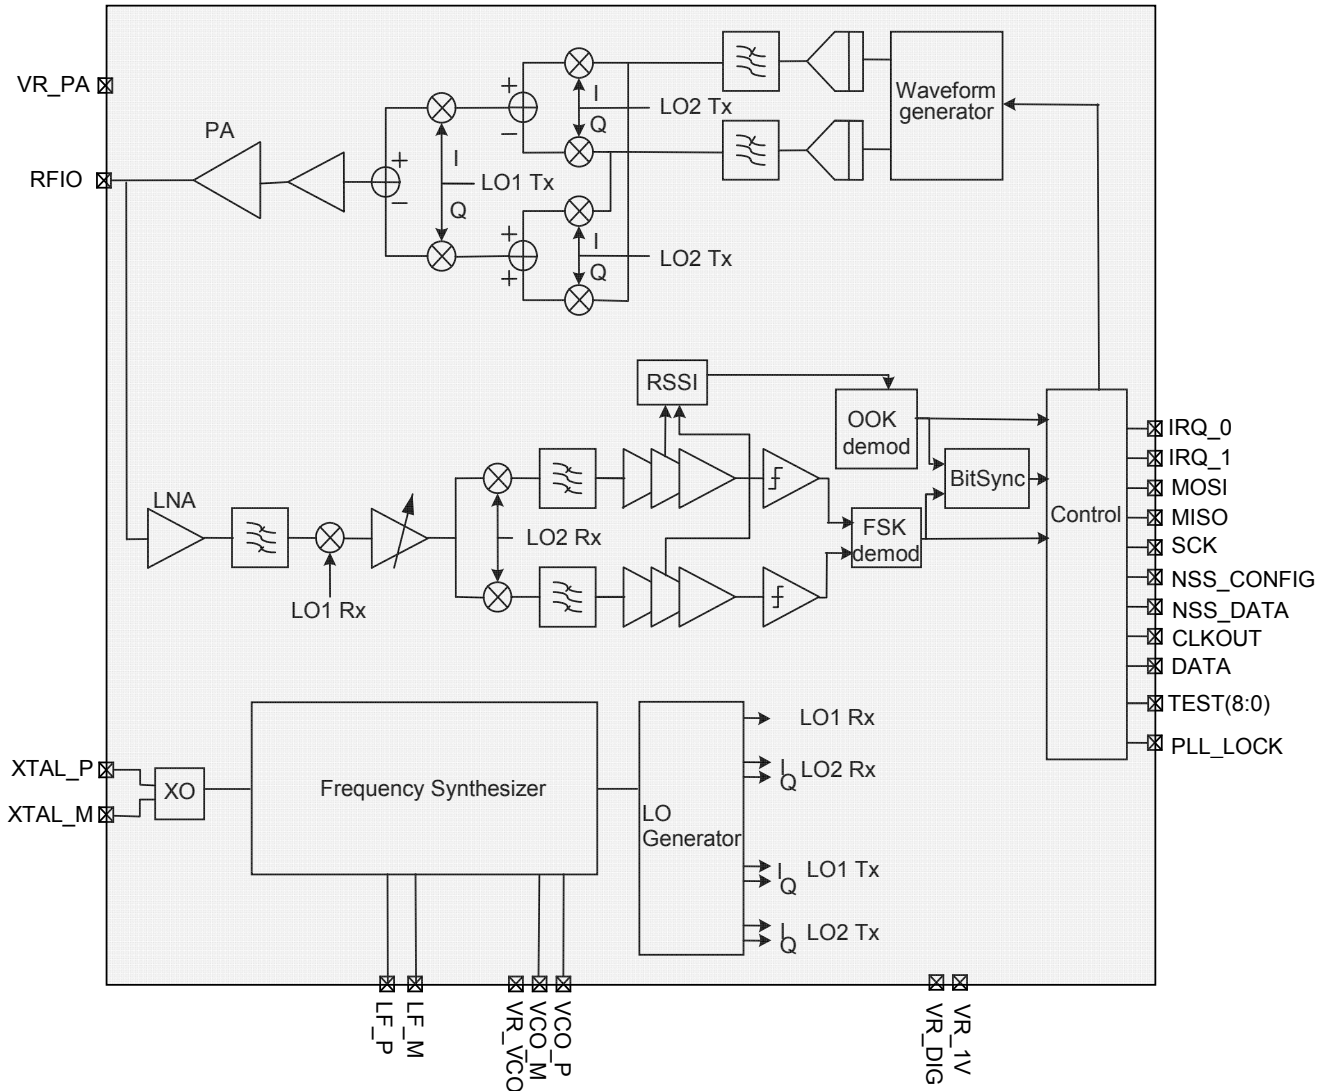 VR_PA
PA
RFIO
+
−
I
LO1 Tx
Q
+
−
I
LO2 Tx
Q
+
+
I
LO2 Tx
Q
Waveform
generator
RSSI
OOK
demod
BitSync
FSK
demod
Control
LNA
LO1 Rx
LO2 Rx
IRQ_0
IRQ_1
MOSI
MISO
SCK
NSS_CONFIG
NSS_DATA
CLKOUT
DATA
TEST(8:0)
PLL_LOCK
XTAL_P
XTAL_M
XO
Frequency Synthesizer
LO
Generator
LO1 Rx
I
Q
LO2 Rx
I
Q
LO1 Tx
I
Q
LO2 Tx
LF_P
LF_M
VR_VCO
VCO_M
VCO_P
VR_DIG
VR_1V